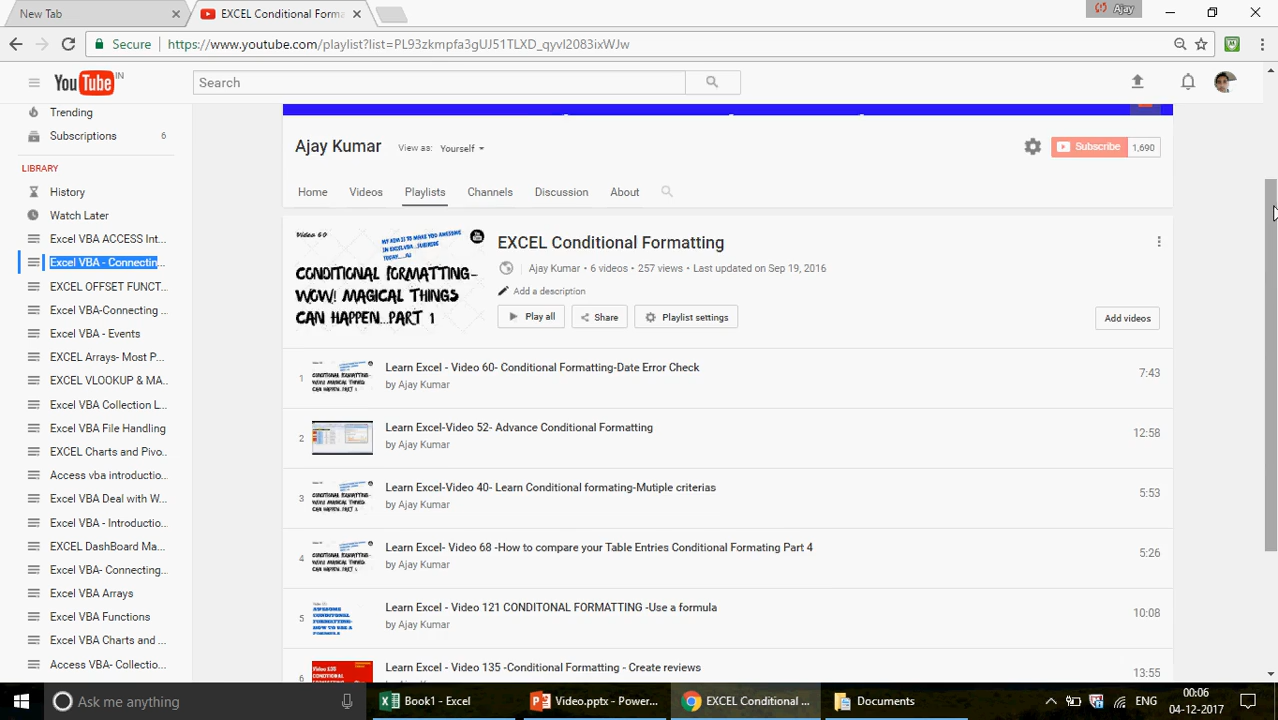 New Tab
EXCEL Conditional Forma
Ajay
Secure
https://www.youtube.com/playlist?list=PL93zkmpfa3gUJ51TLXD_qyvl2083ixWJw
YouTube IN
Search
Trending
Subscriptions 6
LIBRARY
History
Watch Later
Excel VBA ACCESS Int...
Excel VBA - Connectin...
EXCEL OFFSET FUNCT...
Excel VBA-Connecting ...
Excel VBA - Events
EXCEL Arrays- Most P...
EXCEL VLOOKUP & MA...
Excel VBA Collection L...
Excel VBA File Handling
EXCEL Charts and Pivo...
Access vba introductio...
Excel VBA Deal with W...
Excel VBA - Introductio...
EXCEL DashBoard Ma...
Excel VBA- Connecting...
Excel VBA Arrays
Excel VBA Functions
Excel VBA Charts and ...
Access VBA- Collectio...
Ajay Kumar
View as: Yourself
Subscribe 1,690
Home Videos Playlists Channels Discussion About
Video 60
MY AIM IS TO MAKE YOU AWESOME
CONDITIONAL FORMATTING-
WOW! MAGICAL THINGS
CAN HAPPEN...PART 1
EXCEL Conditional Formatting
Ajay Kumar • 6 videos • 257 views • Last updated on Sep 19, 2016
Add a description
Play all Share Playlist settings
Add videos
1 Learn Excel - Video 60- Conditional Formatting-Date Error Check 7:43
by Ajay Kumar
2 Learn Excel-Video 52- Advance Conditional Formatting 12:58
by Ajay Kumar
3 Learn Excel-Video 40- Learn Conditional formating-Mutiple criterias 5:53
by Ajay Kumar
4 Learn Excel- Video 68 -How to compare your Table Entries Conditional Formating Part 4 5:26
by Ajay Kumar
5 Learn Excel - Video 121 CONDITONAL FORMATTING -Use a formula 10:08
by Ajay Kumar
6 Learn Excel - Video 135 -Conditional Formatting - Create reviews 13:55
Ask me anything
Book1 - Excel
Video.pptx - Power...
EXCEL Conditional ...
Documents
ENG
00:06
04-12-2017